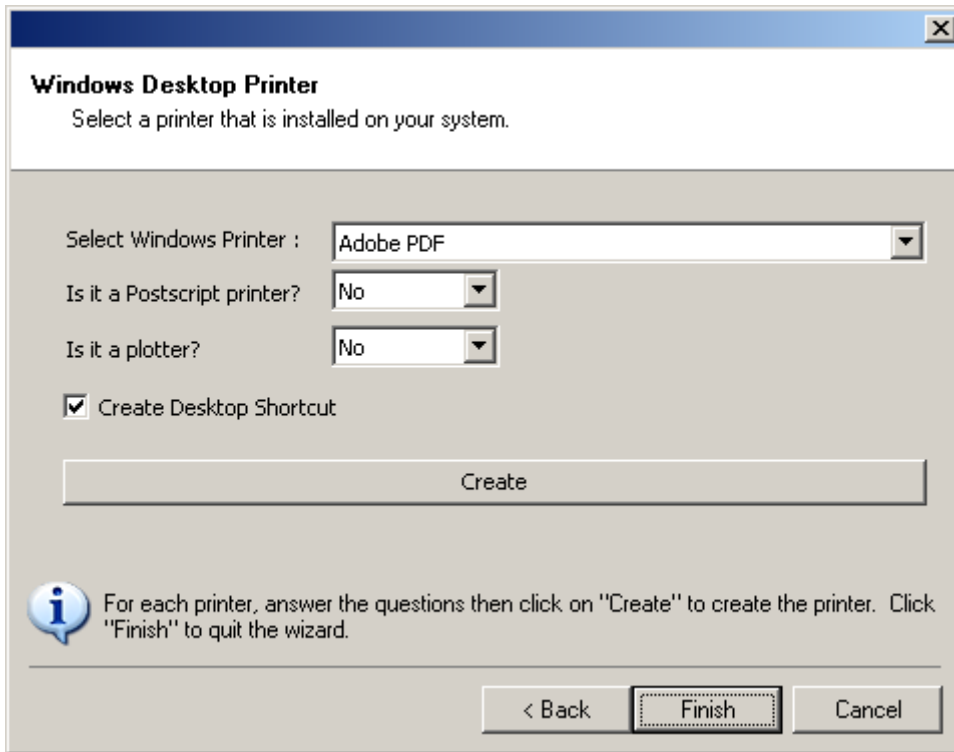 Windows Desktop Printer
Select a printer that is installed on your system.
Select Windows Printer : Adobe PDF
Is it a Postscript printer? No
Is it a plotter? No
Create Desktop Shortcut
Create
For each printer, answer the questions then click on "Create" to create the printer.  Click
"Finish" to quit the wizard.
< Back Finish Cancel